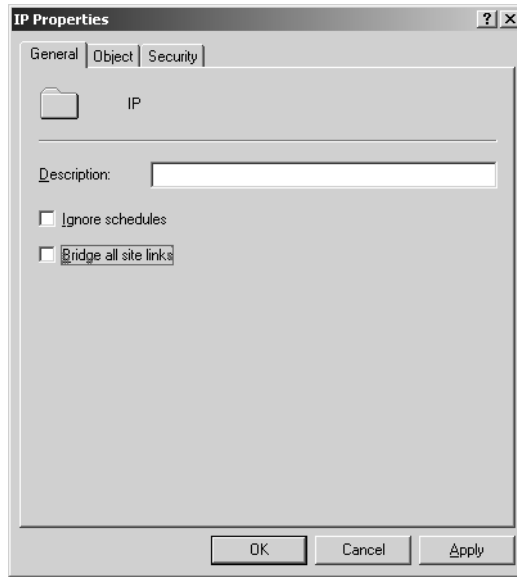 IP Properties
General Object Security
IP
Description:
Ignore schedules
Bridge all site links
OK Cancel Apply